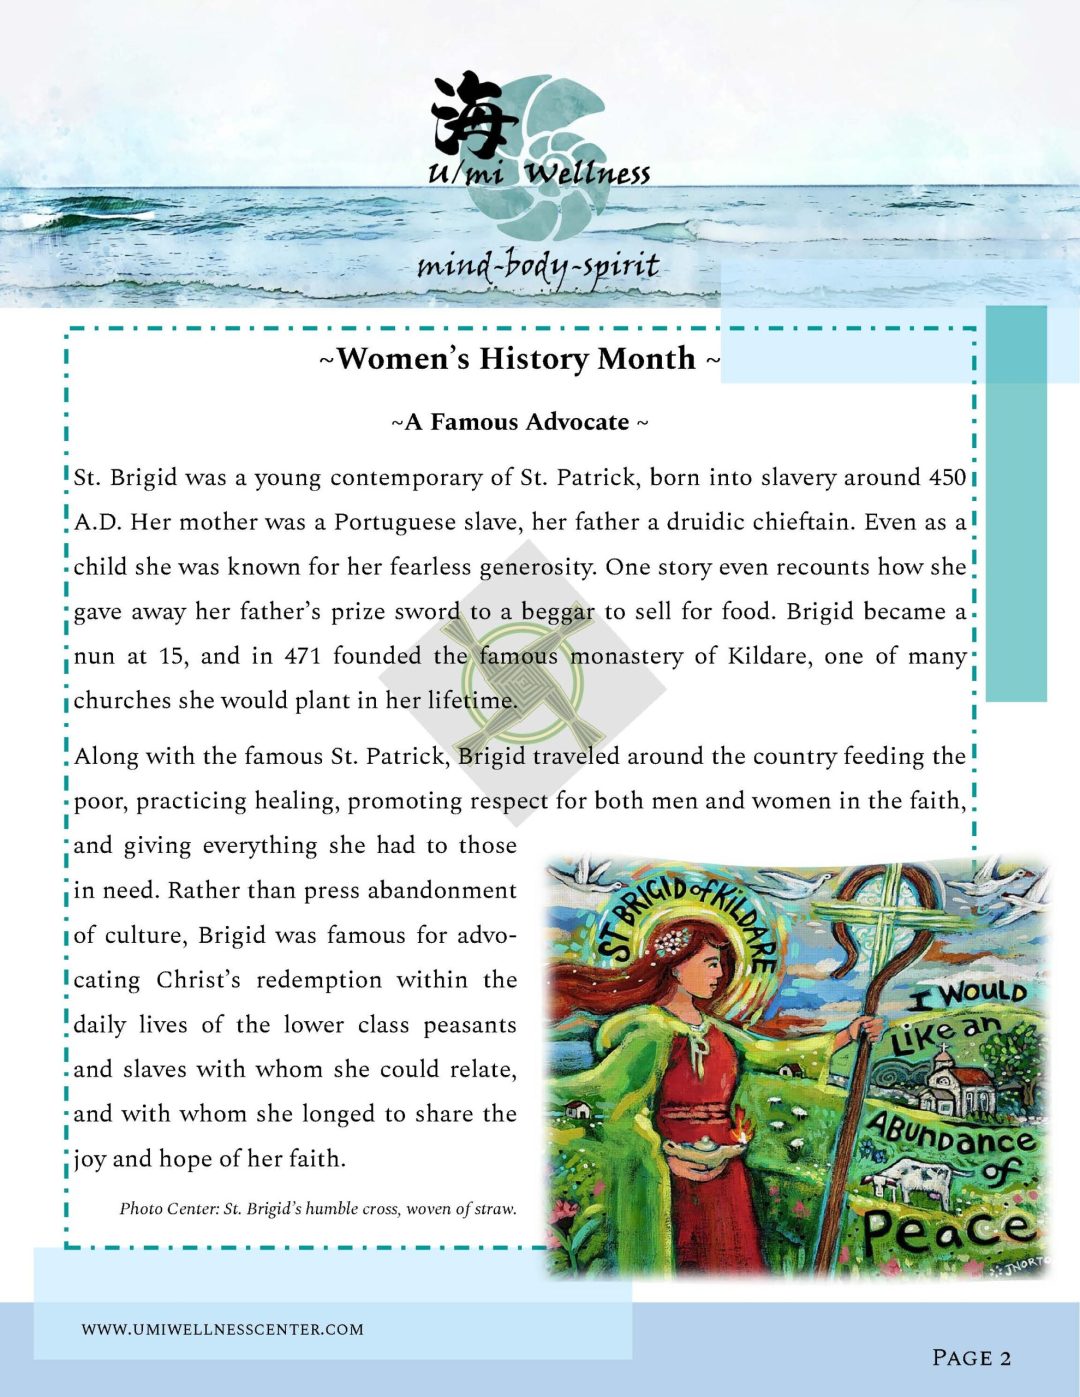 海
U/mi Wellness
mind-body-spirit
~Women’s History Month ~
~A Famous Advocate ~
St. Brigid was a young contemporary of St. Patrick, born into slavery around 450
A.D. Her mother was a Portuguese slave, her father a druidic chieftain. Even as a
child she was known for her fearless generosity. One story even recounts how she
gave away her father’s prize sword to a beggar to sell for food. Brigid became a
nun at 15, and in 471 founded the famous monastery of Kildare, one of many
churches she would plant in her lifetime.
Along with the famous St. Patrick, Brigid traveled around the country feeding the
poor, practicing healing, promoting respect for both men and women in the faith,
and giving everything she had to those
in need. Rather than press abandonment
of culture, Brigid was famous for advo-
cating Christ’s redemption within the
daily lives of the lower class peasants
and slaves with whom she could relate,
and with whom she longed to share the
joy and hope of her faith.
Photo Center: St. Brigid’s humble cross, woven of straw.
ST BRIGID of KILDARE
I WOULD
LIKE an
ABUNDANCE
of
Peace
JNORTO
WWW.UMIWELLNESSCENTER.COM
PAGE 2